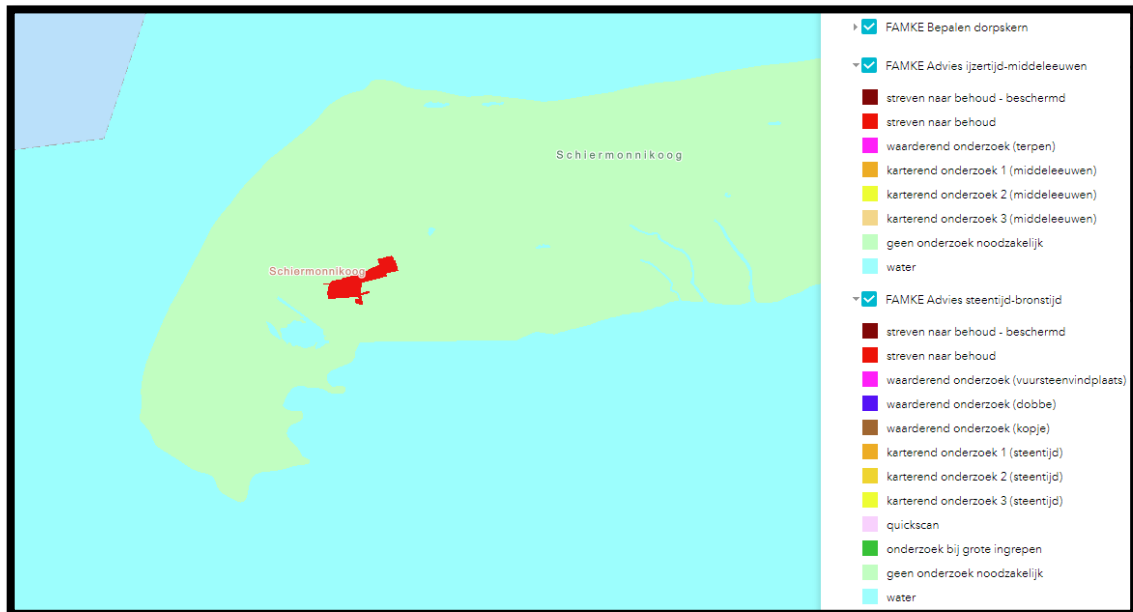 Schiermonnikoog
Schiermonnikoog
FAMKE Bepalen dorpskern
FAMKE Advies ijzertijd-middeleeuwen
streven naar behoud - beschermd
streven naar behoud
waarderend onderzoek (terpen)
karterend onderzoek 1 (middeleeuwen)
karterend onderzoek 2 (middeleeuwen)
karterend onderzoek 3 (middeleeuwen)
geen onderzoek noodzakelijk
water
FAMKE Advies steentijd-bronstijd
streven naar behoud - beschermd
streven naar behoud
waarderend onderzoek (vuursteenvindplaats)
waarderend onderzoek (dobbe)
waarderend onderzoek (kopje)
karterend onderzoek 1 (steentijd)
karterend onderzoek 2 (steentijd)
karterend onderzoek 3 (steentijd)
quickscan
onderzoek bij grote ingrepen
geen onderzoek noodzakelijk
water